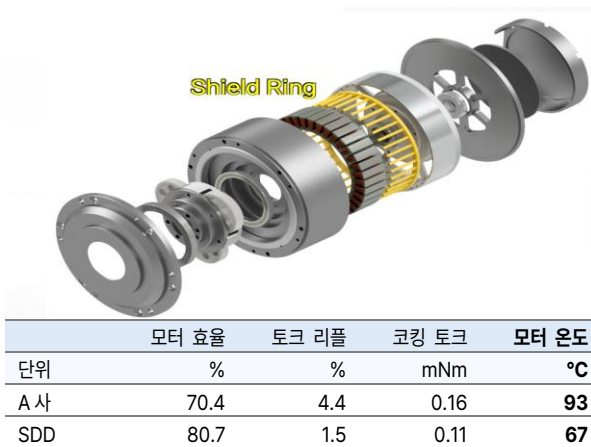 Shield Ring
모터 효율 토크 리플 코킹 토크 모터 온도
단위 % % mNm °C
A 사 70.4 4.4 0.16 93
SDD 80.7 1.5 0.11 67